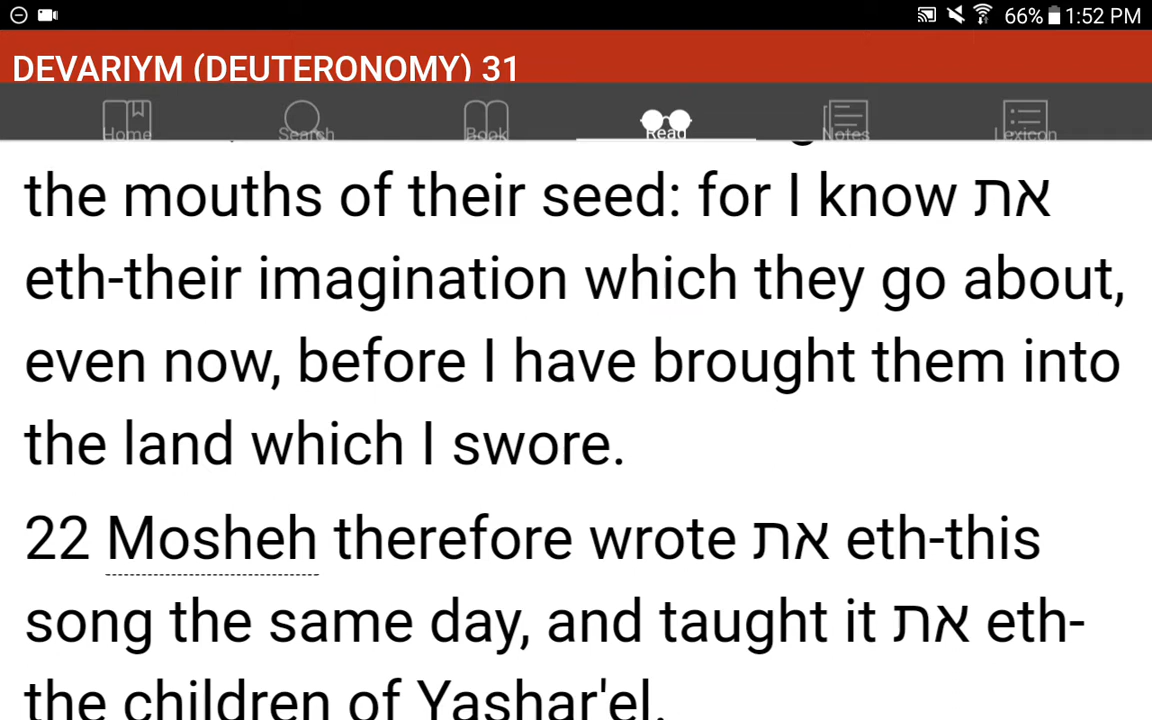 66% 1:52 PM
DEVARIYM (DEUTERONOMY) 31
Home Search Book Read Notes Lexicon
the mouths of their seed: for I know את
eth-their imagination which they go about,
even now, before I have brought them into
the land which I swore.
22 Mosheh therefore wrote את eth-this
song the same day, and taught it את eth-
the children of Yashar'el.